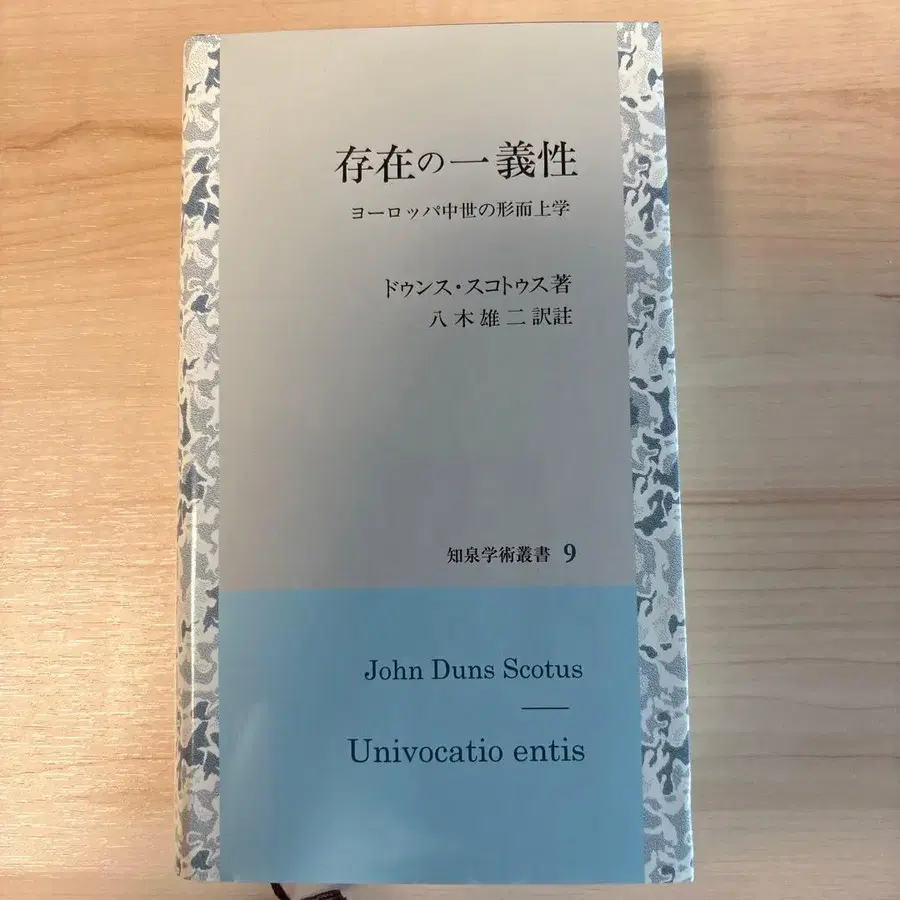 存在の一義性
ヨーロッパ中世の形而上学
ドゥンス・スコトゥス著
八木雄二訳註
知泉学術叢書 9
John Duns Scotus
Univocatio entis